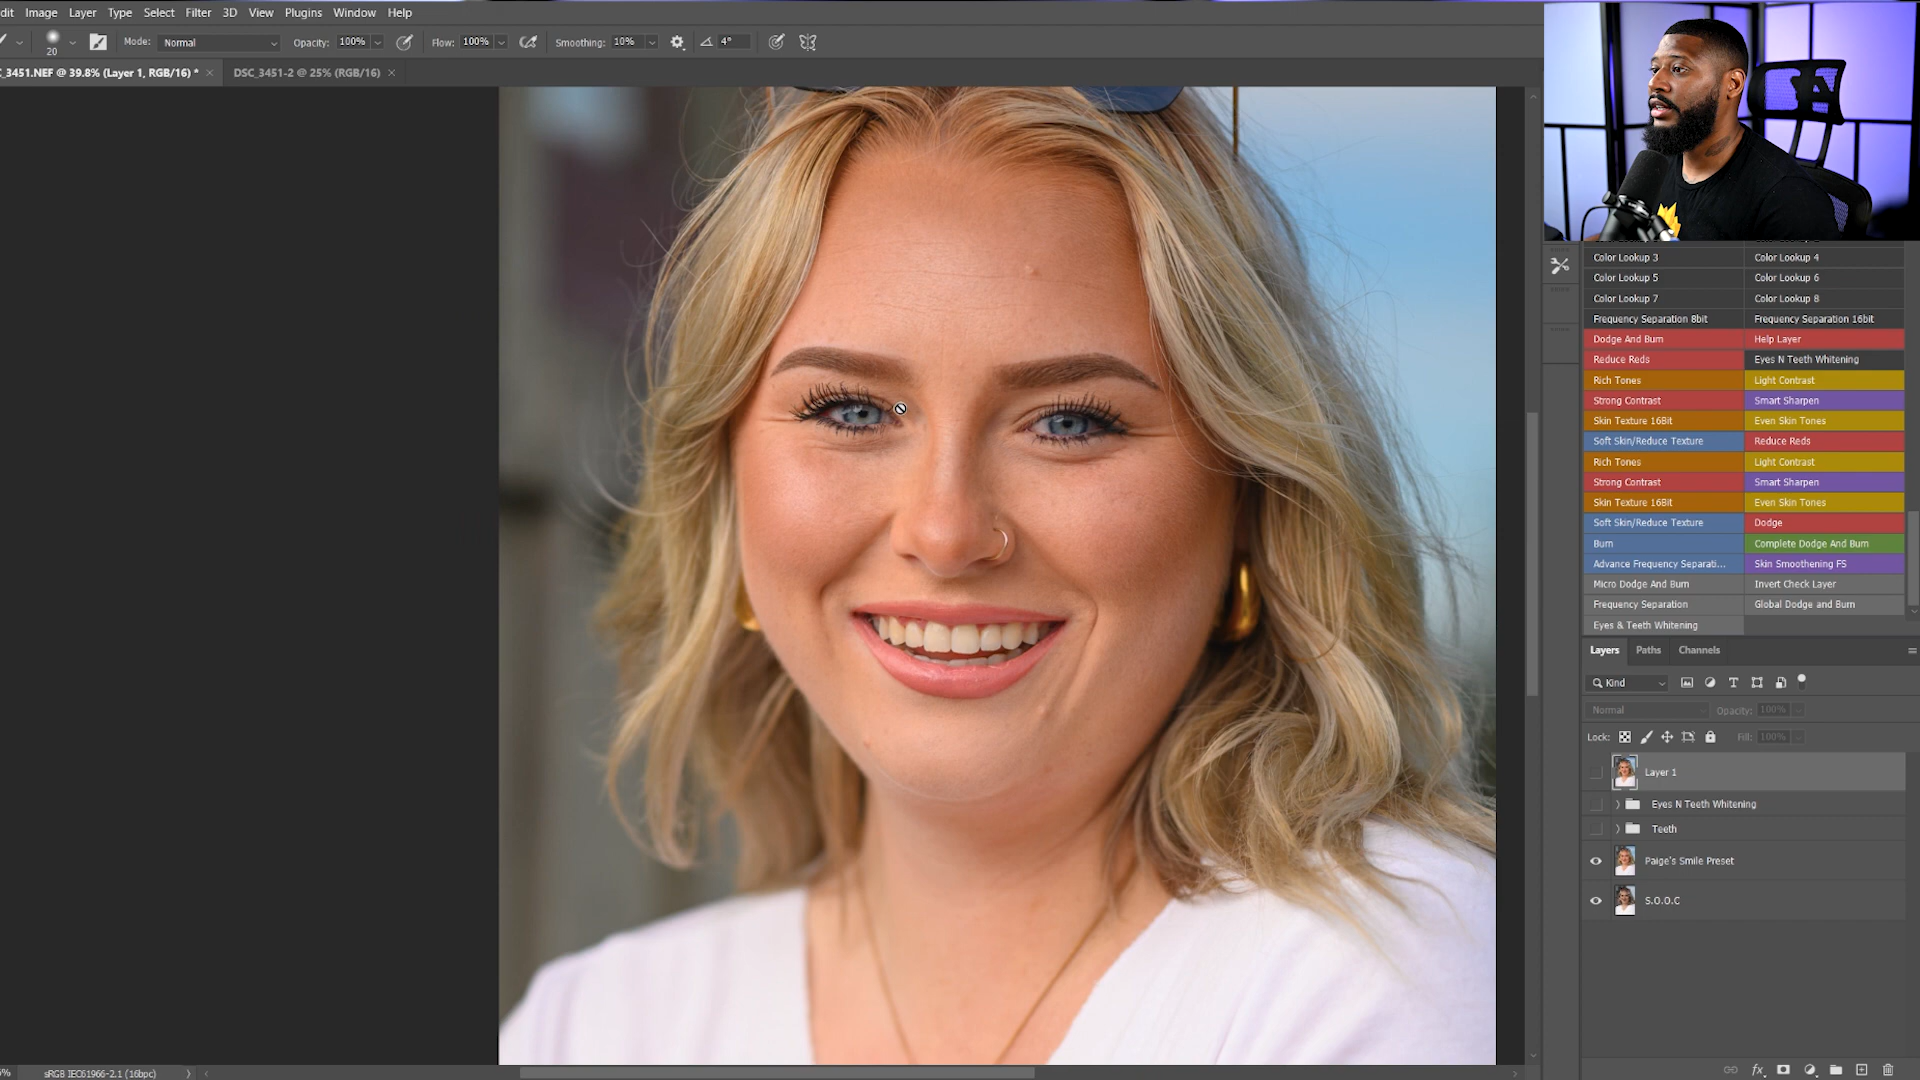 dit Image Layer Type Select Filter 3D View Plugins Window Help
20 Mode: Normal Opacity: 100% Flow: 100% Smoothing: 10% 4°
C_3451.NEF @ 39.8% (Layer 1, RGB/16) * × DSC_3451-2 @ 25% (RGB/16) ×
Color Lookup 3 Color Lookup 4
Color Lookup 5 Color Lookup 6
Color Lookup 7 Color Lookup 8
Frequency Separation 8bit Frequency Separation 16bit
Dodge And Burn Help Layer
Reduce Reds Eyes N Teeth Whitening
Rich Tones Light Contrast
Strong Contrast Smart Sharpen
Skin Texture 16Bit Even Skin Tones
Soft Skin/Reduce Texture Reduce Reds
Rich Tones Light Contrast
Strong Contrast Smart Sharpen
Skin Texture 16Bit Even Skin Tones
Soft Skin/Reduce Texture Dodge
Burn Complete Dodge And Burn
Advance Frequency Separati... Skin Smoothening FS
Micro Dodge And Burn Invert Check Layer
Frequency Separation Global Dodge and Burn
Eyes & Teeth Whitening
Layers Paths Channels
Kind
Normal Opacity: 100%
Lock: Fill: 100%
Layer 1
Eyes N Teeth Whitening
Teeth
Paige's Smile Preset
S.O.O.C
sRGB IEC61966-2.1 (16bpc)
fx